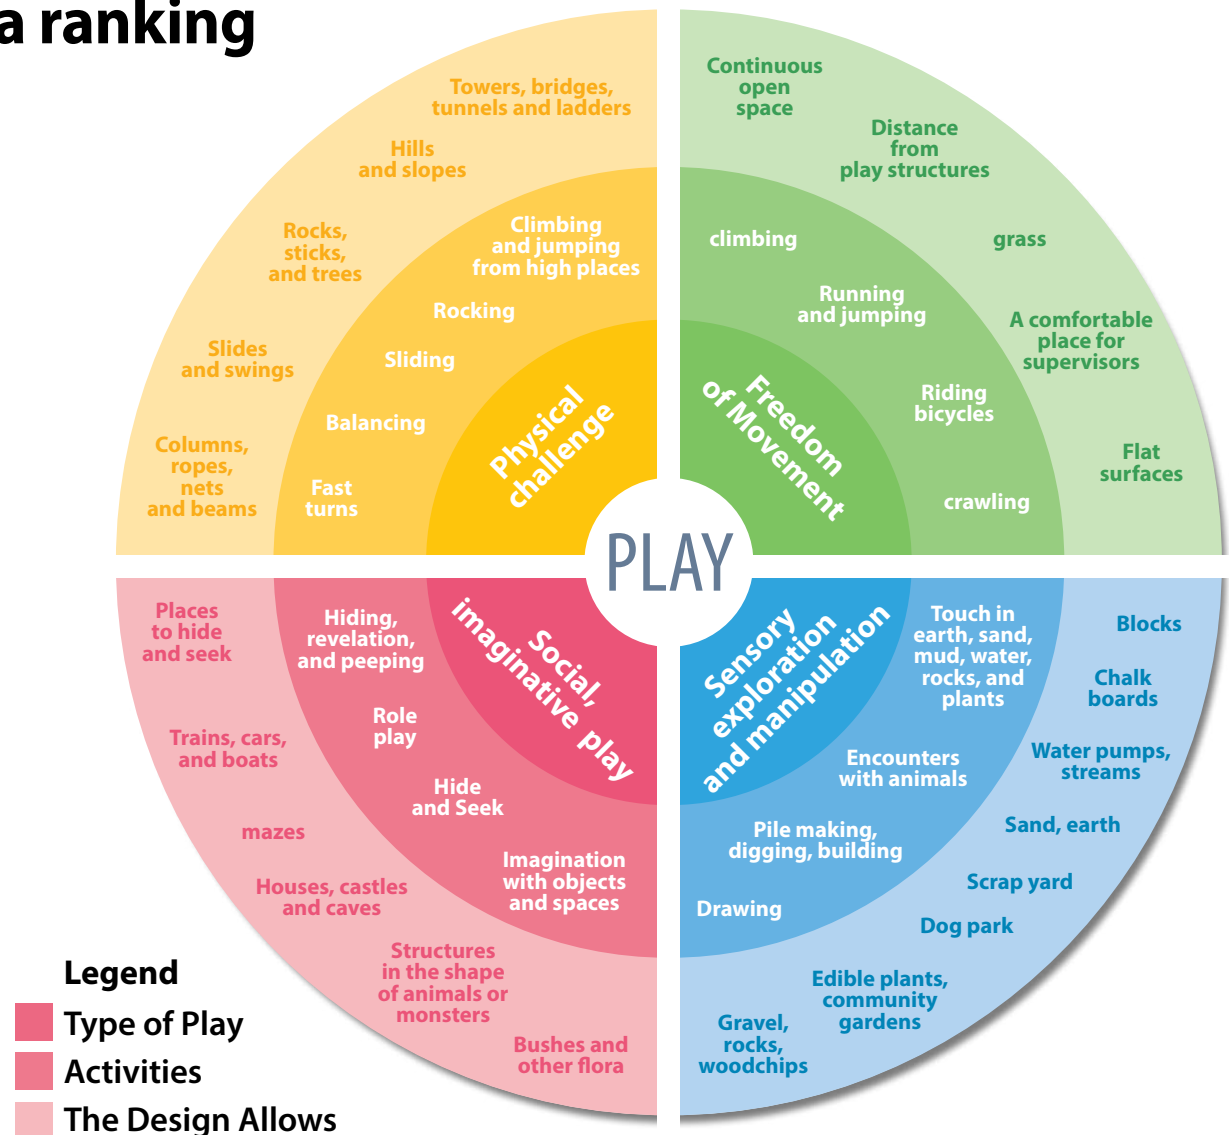 a ranking
Towers, bridges,
tunnels and ladders
Hills
and slopes
Rocks,
sticks,
and trees
Slides
and swings
Columns,
ropes,
nets
and beams
Climbing
and jumping
from high places
Rocking
Sliding
Balancing
Fast
turns
Physical
challenge
Continuous
open
space
Distance
from
play structures
grass
A comfortable
place for
supervisors
Flat
surfaces
climbing
Running
and jumping
Riding
bicycles
crawling
Freedom
of Movement
PLAY
Places
to hide
and seek
Trains, cars,
and boats
mazes
Houses, castles
and caves
Structures
in the shape
of animals or
monsters
Bushes and
other flora
Hiding,
revelation,
and peeping
Role
play
Hide
and Seek
Imagination
with objects
and spaces
Social,
imaginative play
Sensory
exploration
and manipulation
Touch in
earth, sand,
mud, water,
rocks, and
plants
Encounters
with animals
Pile making,
digging, building
Drawing
Blocks
Chalk
boards
Water pumps,
streams
Sand, earth
Scrap yard
Dog park
Edible plants,
community
gardens
Gravel,
rocks,
woodchips
Legend
Type of Play
Activities
The Design Allows